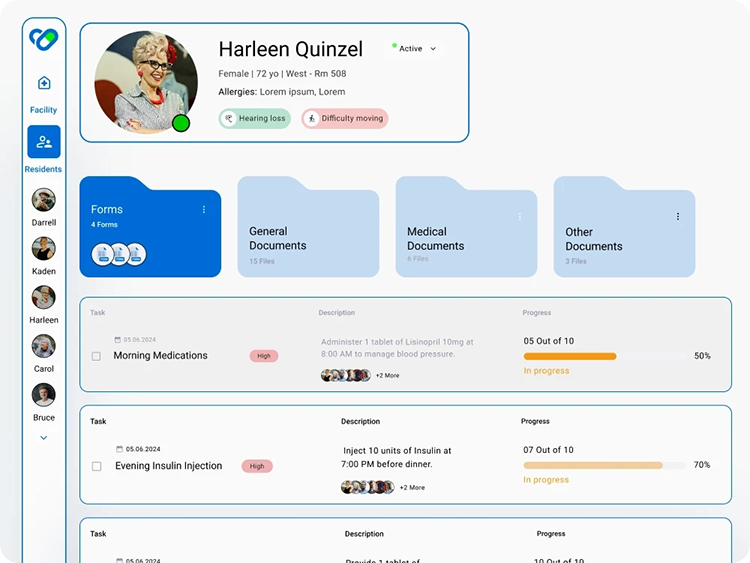 Harleen Quinzel
Active
Female | 72 yo | West - Rm 508
Allergies: Lorem ipsum, Lorem
Hearing loss
Difficulty moving
Facility
Residents
Darrell
Kaden
Harleen
Carol
Bruce
Forms
4 Forms
General
Documents
15 Files
Medical
Documents
6 Files
Other
Documents
3 Files
Task
Description
Progress
05.06.2024
Morning Medications
High
Administer 1 tablet of Lisinopril 10mg at
8:00 AM to manage blood pressure.
+2 More
05 Out of 10
50%
In progress
Task
Description
Progress
05.06.2024
Evening Insulin Injection
High
Inject 10 units of Insulin at
7:00 PM before dinner.
+2 More
07 Out of 10
70%
In progress
Task
Description
Progress
05.06.2024
Provide 1 tablet of
10 Out of 10